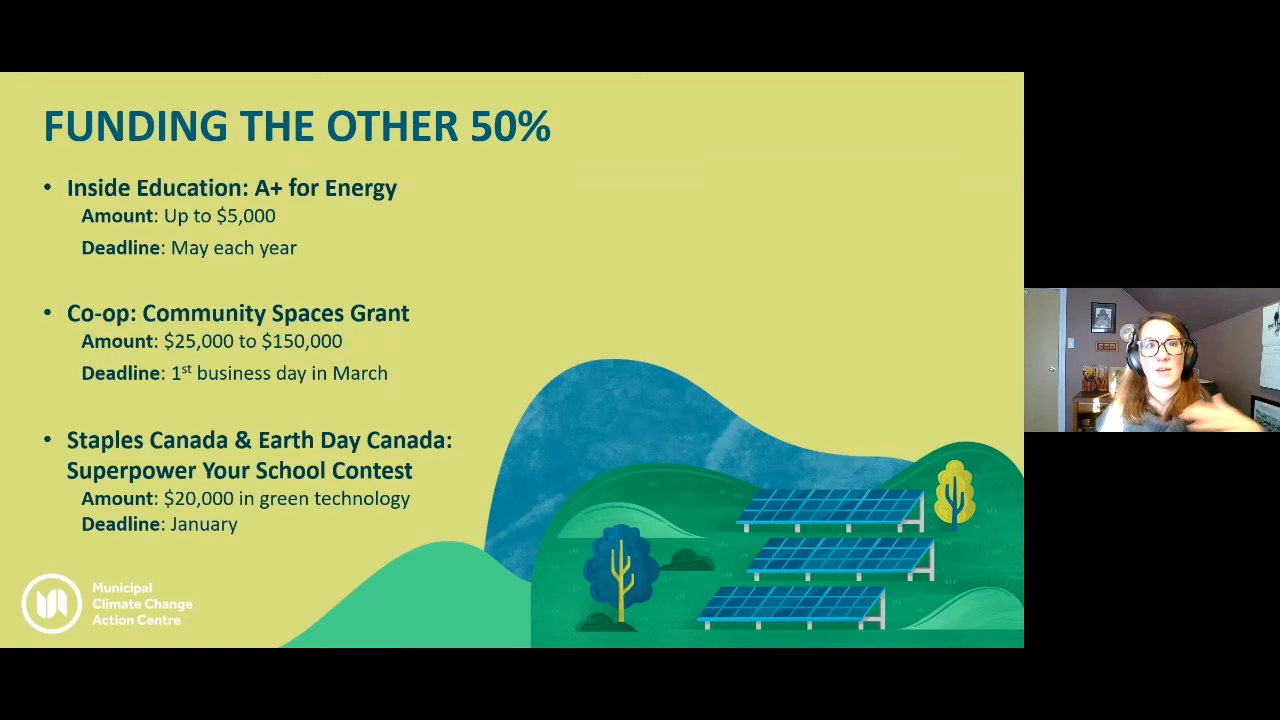 FUNDING THE OTHER 50%
• Inside Education: A+ for Energy
Amount: Up to $5,000
Deadline: May each year
• Co-op: Community Spaces Grant
Amount: $25,000 to $150,000
Deadline: 1st business day in March
• Staples Canada & Earth Day Canada:
Superpower Your School Contest
Amount: $20,000 in green technology
Deadline: January
Municipal
Climate Change
Action Centre